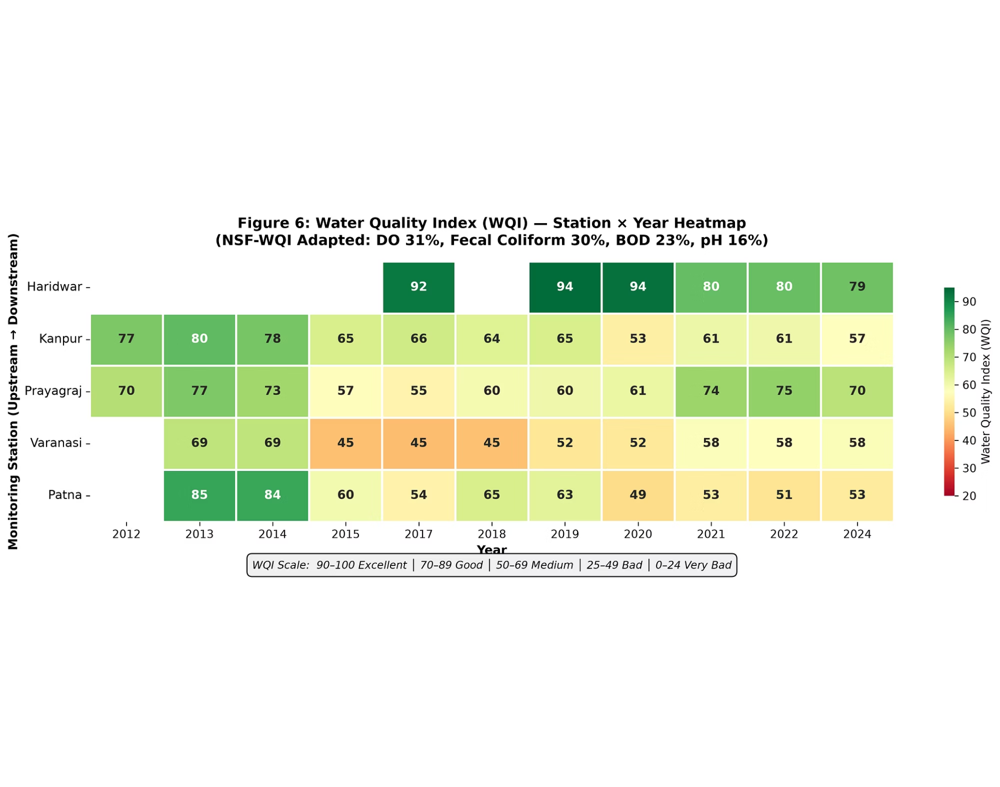 Figure 6: Water Quality Index (WQI) — Station × Year Heatmap
(NSF-WQI Adapted: DO 31%, Fecal Coliform 30%, BOD 23%, pH 16%)
Monitoring Station (Upstream → Downstream)
Haridwar 92 94 94 80 80 79
Kanpur 77 80 78 65 66 64 65 53 61 61 57
Prayagraj 70 77 73 57 55 60 60 61 74 75 70
Varanasi 69 69 45 45 45 52 52 58 58 58
Patna 85 84 60 54 65 63 49 53 51 53
2012 2013 2014 2015 2017 2018 2019 2020 2021 2022 2024
Year
WQI Scale: 90–100 Excellent | 70–89 Good | 50–69 Medium | 25–49 Bad | 0–24 Very Bad
90
80
70
60
50
40
30
20
Water Quality Index (WQI)